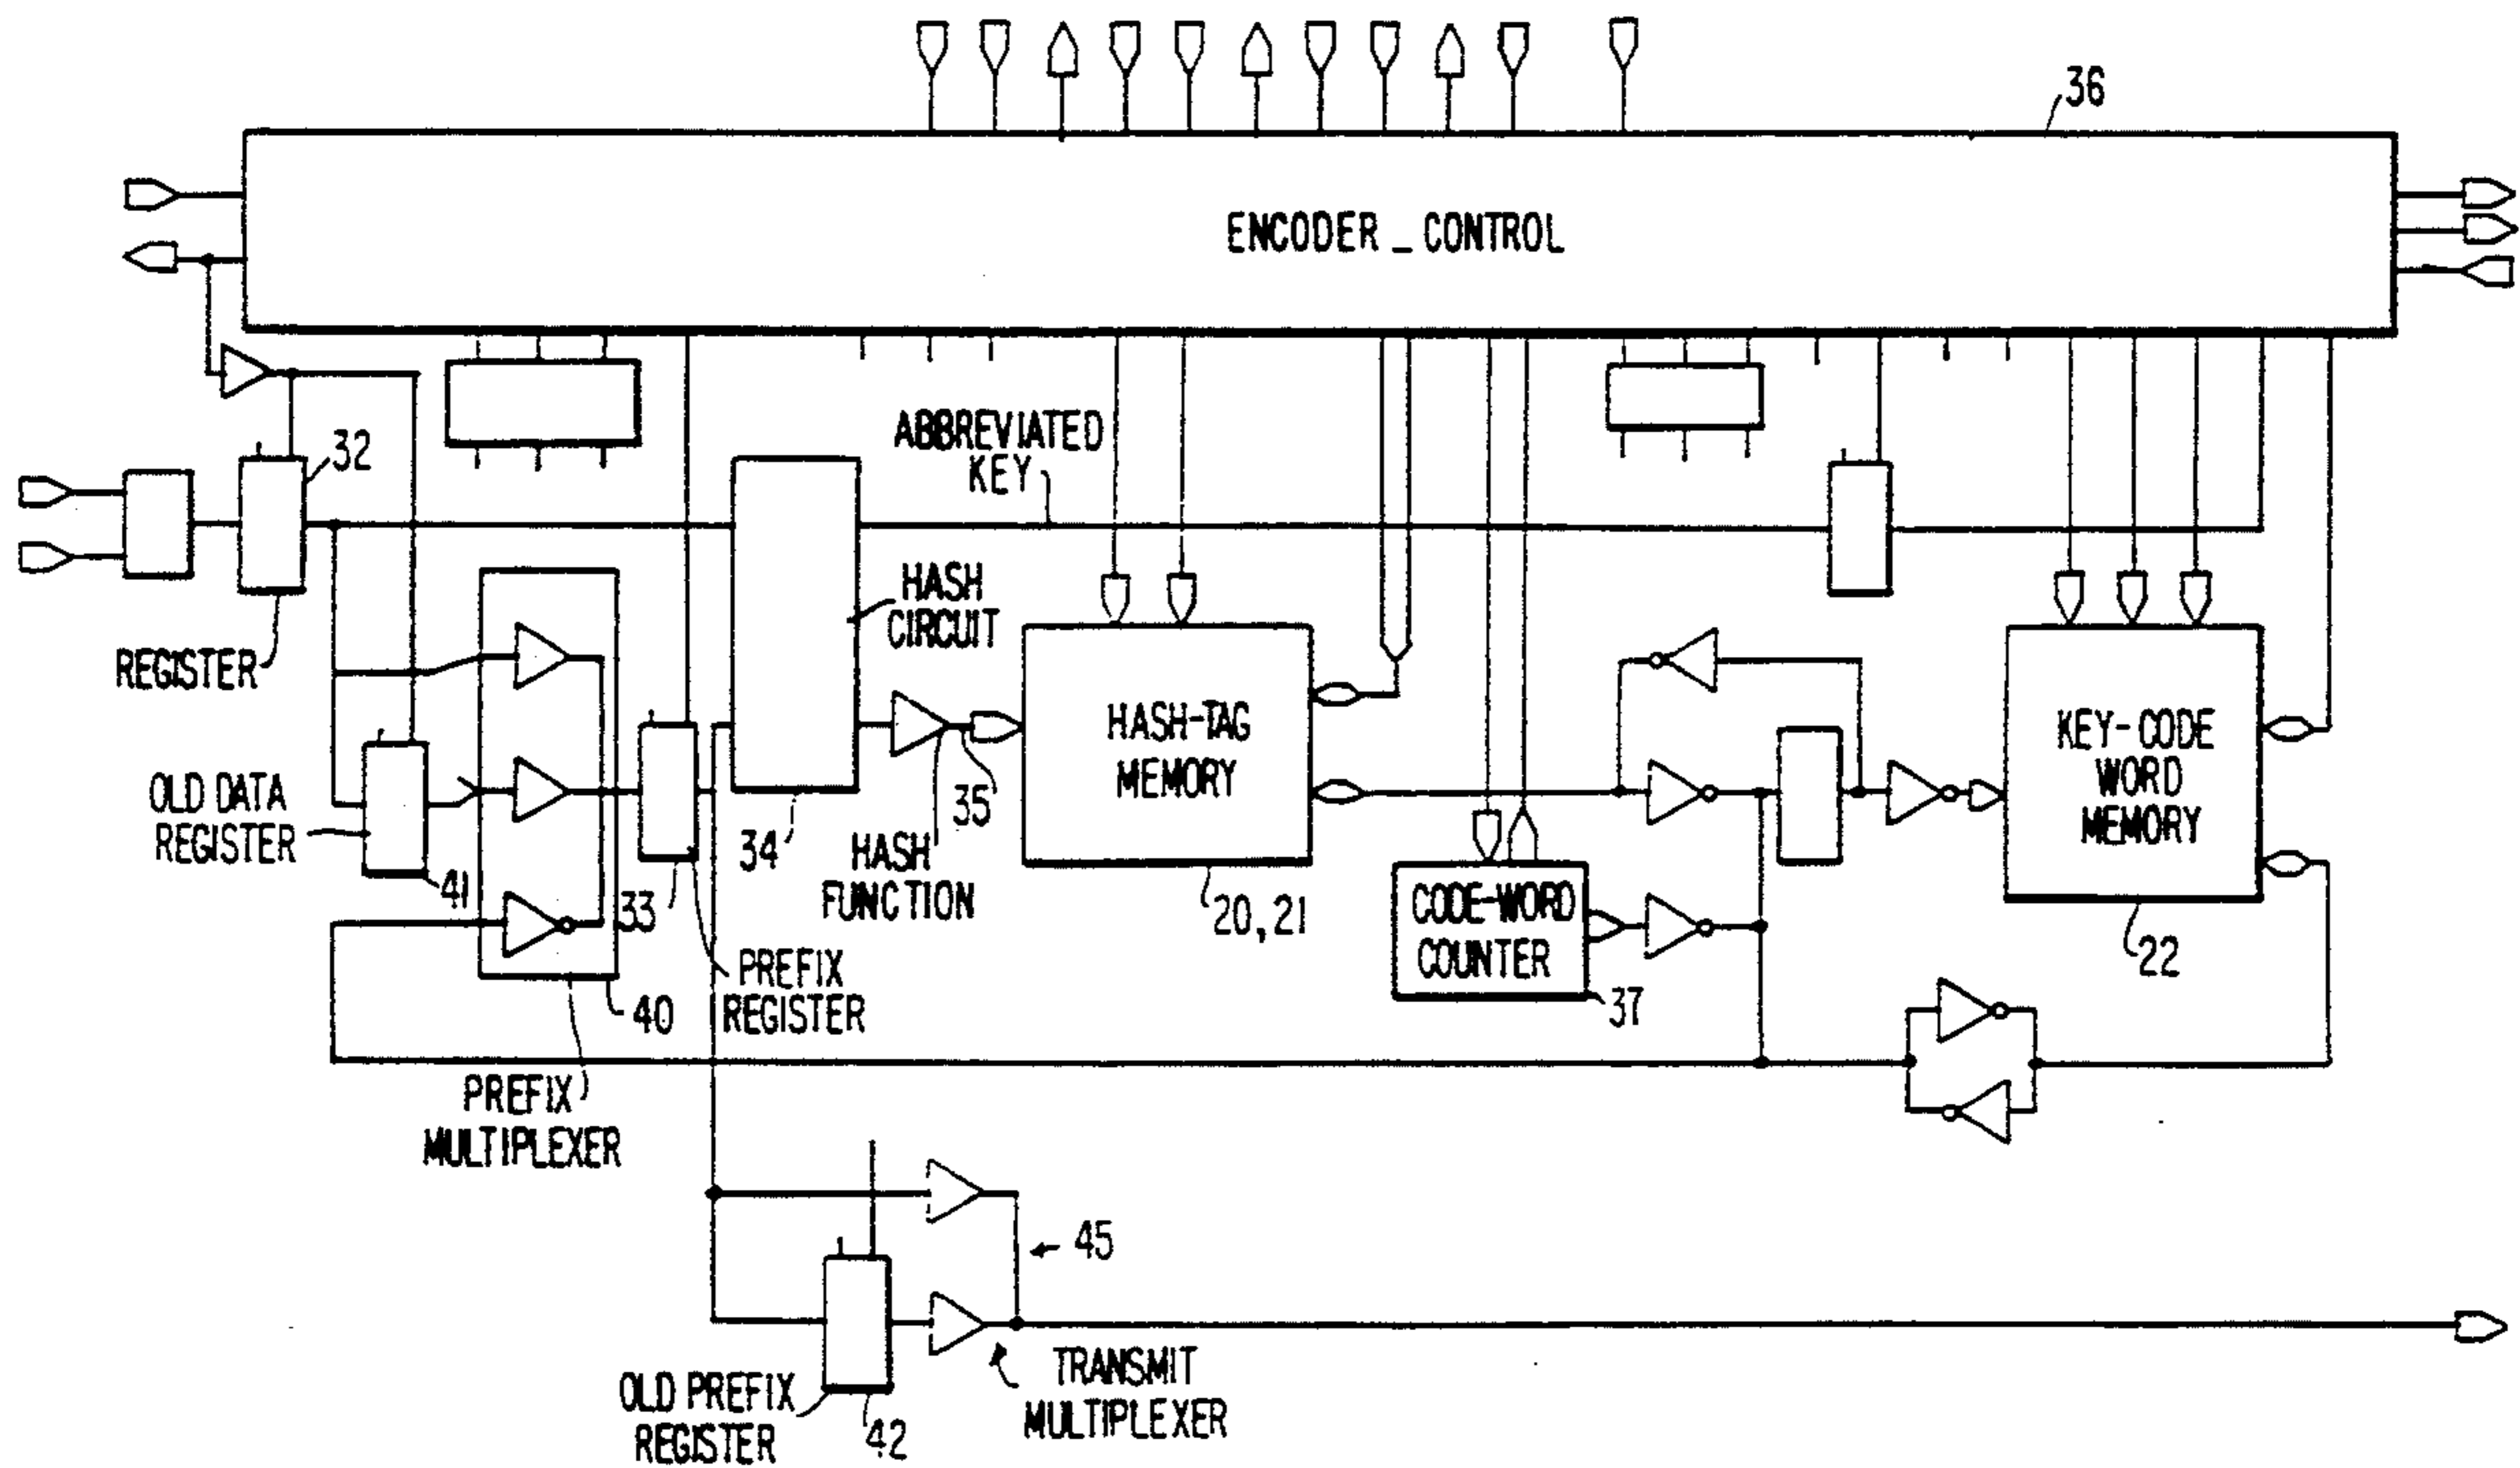 36
ENCODER_CONTROL
32
ABBREVIATED
KEY
REGISTER
HASH
CIRCUIT
HASH-TAG
MEMORY
KEY-CODE
WORD
MEMORY
OLD DATA
REGISTER
41
33
34
HASH
FUNCTION
35
20,21
CODE-WORD
COUNTER
37
22
PREFIX
REGISTER
40
PREFIX
MULTIPLEXER
45
OLD PREFIX
REGISTER
42
TRANSMIT
MULTIPLEXER